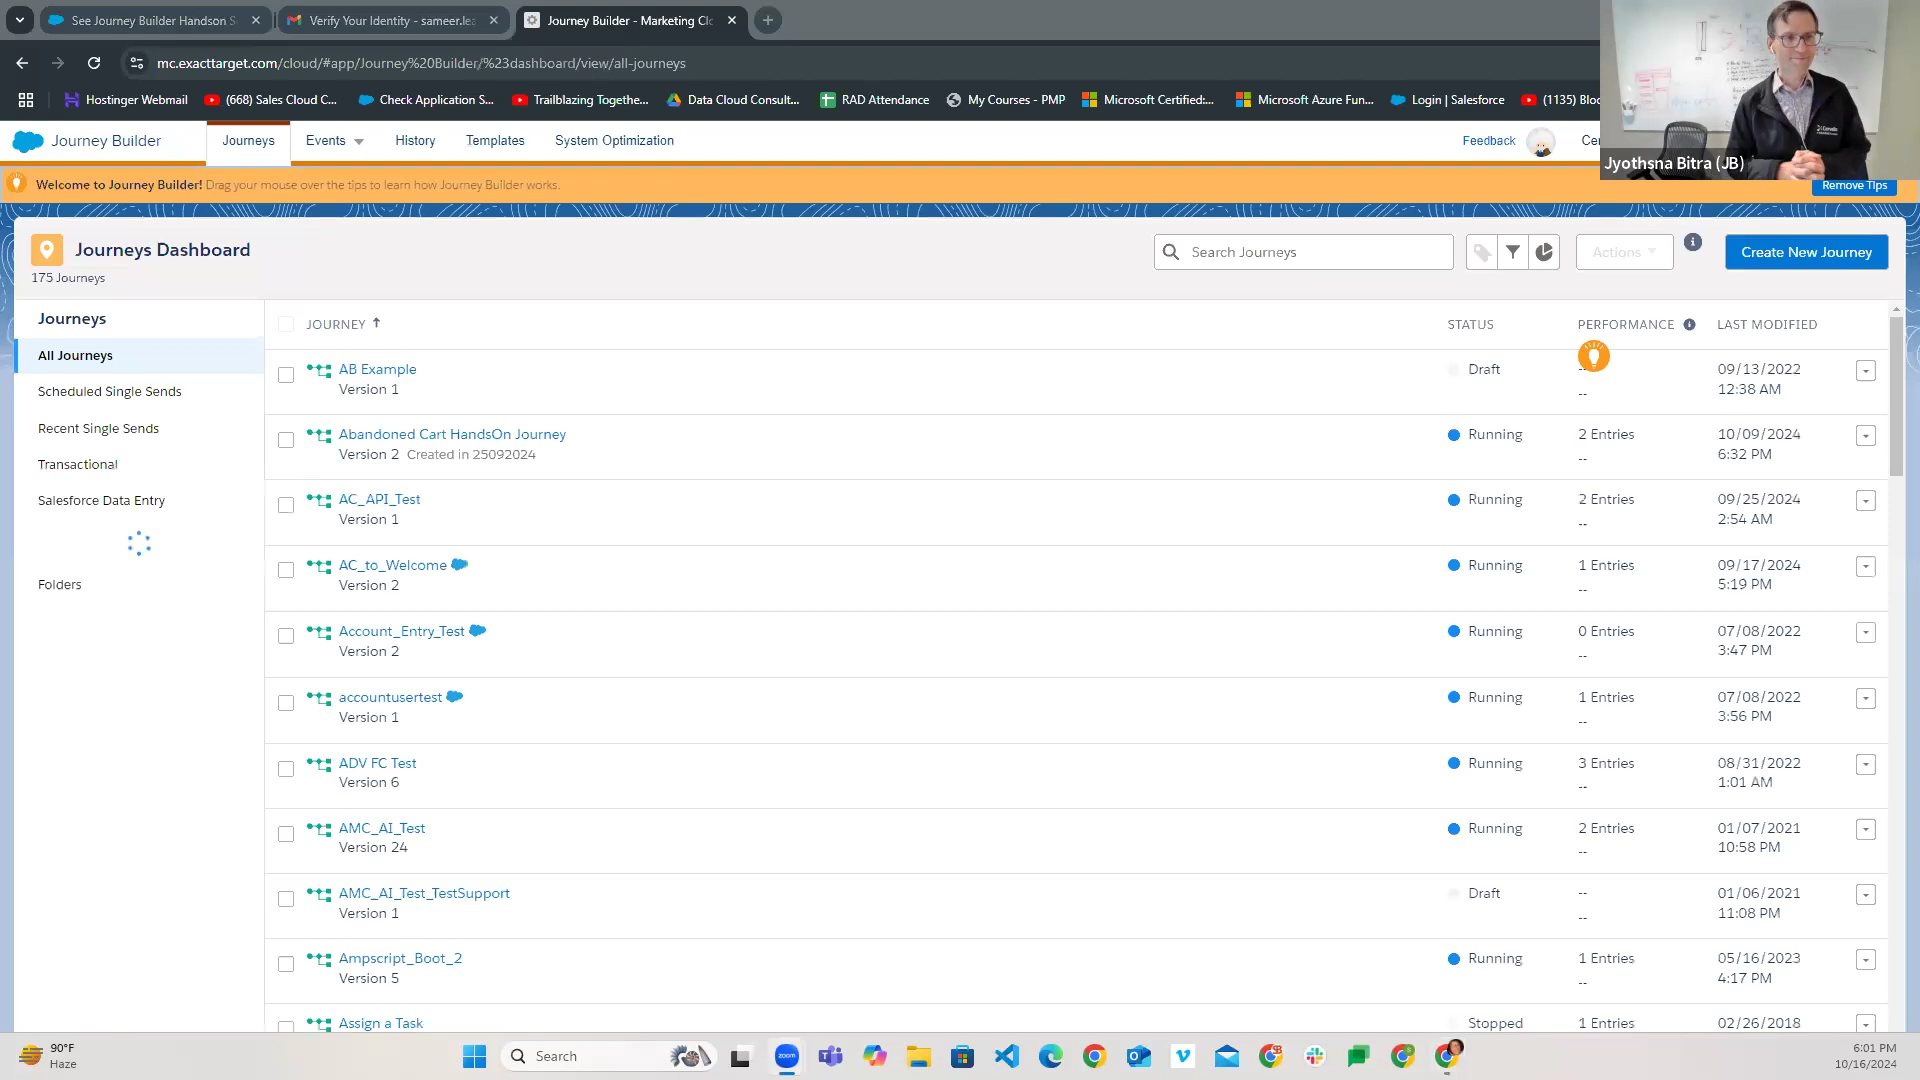 See Journey Builder Handson S
Verify Your Identity - sameer.lea
Journey Builder - Marketing Clo
mc.exacttarget.com/cloud/#app/Journey%20Builder/%23dashboard/view/all-journeys
Hostinger Webmail
(668) Sales Cloud C...
Check Application S...
Trailblazing Togethe...
Data Cloud Consult...
RAD Attendance
My Courses - PMP
Microsoft Certified:...
Microsoft Azure Fun...
Login | Salesforce
(1135) Bloc
Journey Builder
Journeys
Events
History
Templates
System Optimization
Feedback
Cer
Jyothsna Bitra (JB)
Welcome to Journey Builder! Drag your mouse over the tips to learn how Journey Builder works.
Remove Tips
Journeys Dashboard
175 Journeys
Search Journeys
Actions
Create New Journey
Journeys
All Journeys
Scheduled Single Sends
Recent Single Sends
Transactional
Salesforce Data Entry
Folders
JOURNEY
STATUS
PERFORMANCE
LAST MODIFIED
AB Example
Version 1
Draft
--
--
09/13/2022
12:38 AM
Abandoned Cart HandsOn Journey
Version 2 Created in 25092024
Running
2 Entries
--
10/09/2024
6:32 PM
AC_API_Test
Version 1
Running
2 Entries
--
09/25/2024
2:54 AM
AC_to_Welcome
Version 2
Running
1 Entries
--
09/17/2024
5:19 PM
Account_Entry_Test
Version 2
Running
0 Entries
--
07/08/2022
3:47 PM
accountusertest
Version 1
Running
1 Entries
--
07/08/2022
3:56 PM
ADV FC Test
Version 6
Running
3 Entries
--
08/31/2022
1:01 AM
AMC_AI_Test
Version 24
Running
2 Entries
--
01/07/2021
10:58 PM
AMC_AI_Test_TestSupport
Version 1
Draft
--
--
01/06/2021
11:08 PM
Ampscript_Boot_2
Version 5
Running
1 Entries
--
05/16/2023
4:17 PM
Assign a Task
Stopped
1 Entries
02/26/2018
90°F
Haze
Search
zoom
6:01 PM
10/16/2024